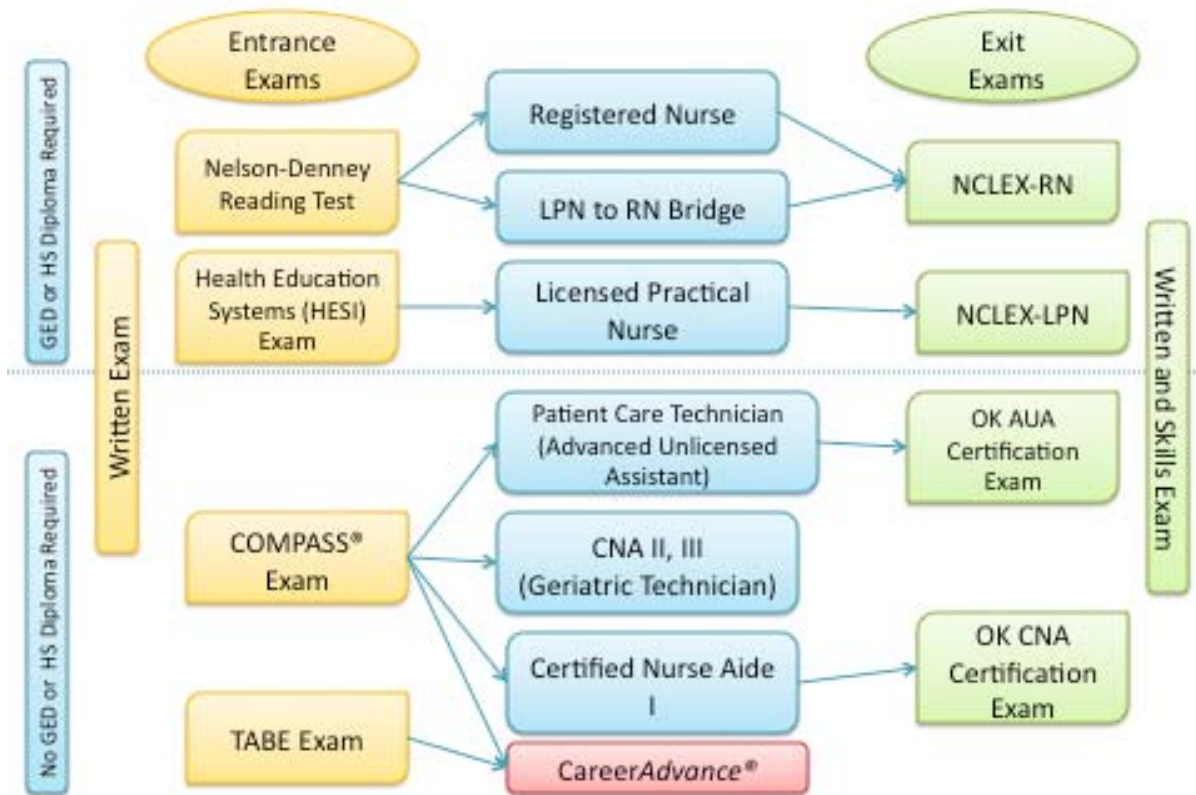 Entrance
Exams
Exit
Exams
GED or HS Diploma Required
Written Exam
Nelson-Denney
Reading Test
Registered Nurse
LPN to RN Bridge
NCLEX-RN
Health Education
Systems (HESI)
Exam
Licensed Practical
Nurse
NCLEX-LPN
Written and Skills Exam
No GED or HS Diploma Required
COMPASS®
Exam
Patient Care Technician
(Advanced Unlicensed
Assistant)
OK AUA
Certification
Exam
CNA II, III
(Geriatric Technician)
Certified Nurse Aide
I
OK CNA
Certification
Exam
TABE Exam
CareerAdvance®